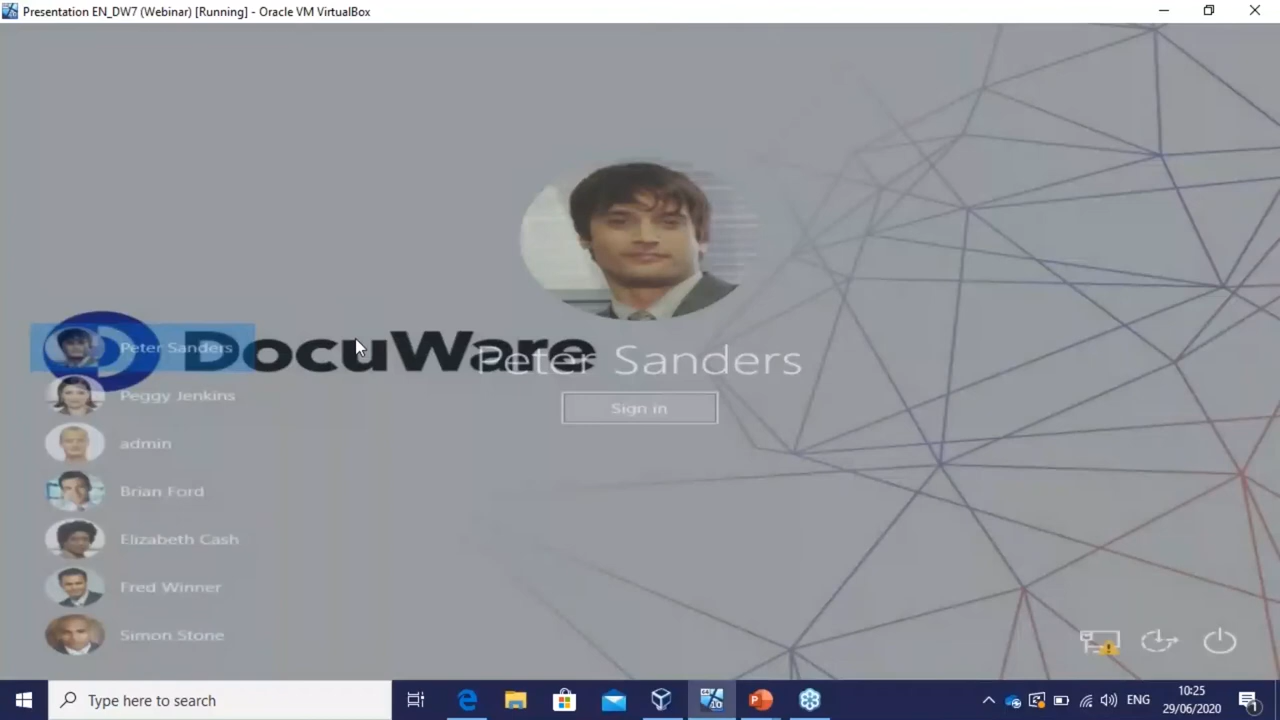 Presentation EN_DW7 (Webinar) [Running] - Oracle VM VirtualBox
DocuWare
Peter Sanders
Sign in
Peter Sanders
Peggy Jenkins
admin
Brian Ford
Elizabeth Cash
Fred Winner
Simon Stone
Type here to search
ENG
10:25
29/06/2020
1